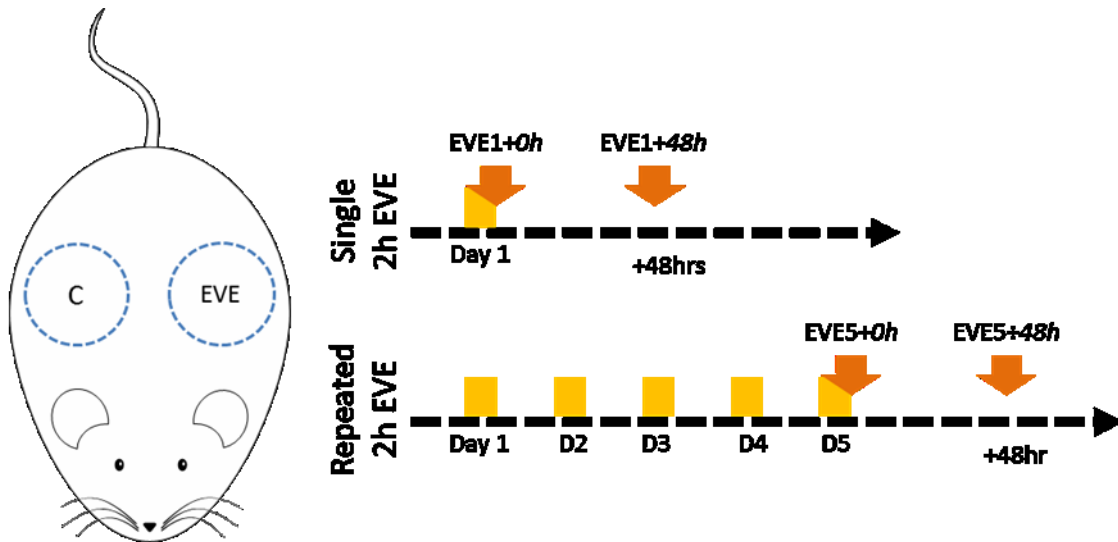 C
EVE
Single
2h EVE
EVE1+0h
EVE1+48h
Day 1
+48hrs
Repeated
2h EVE
EVE5+0h
EVE5+48h
Day 1
D2
D3
D4
D5
+48hr